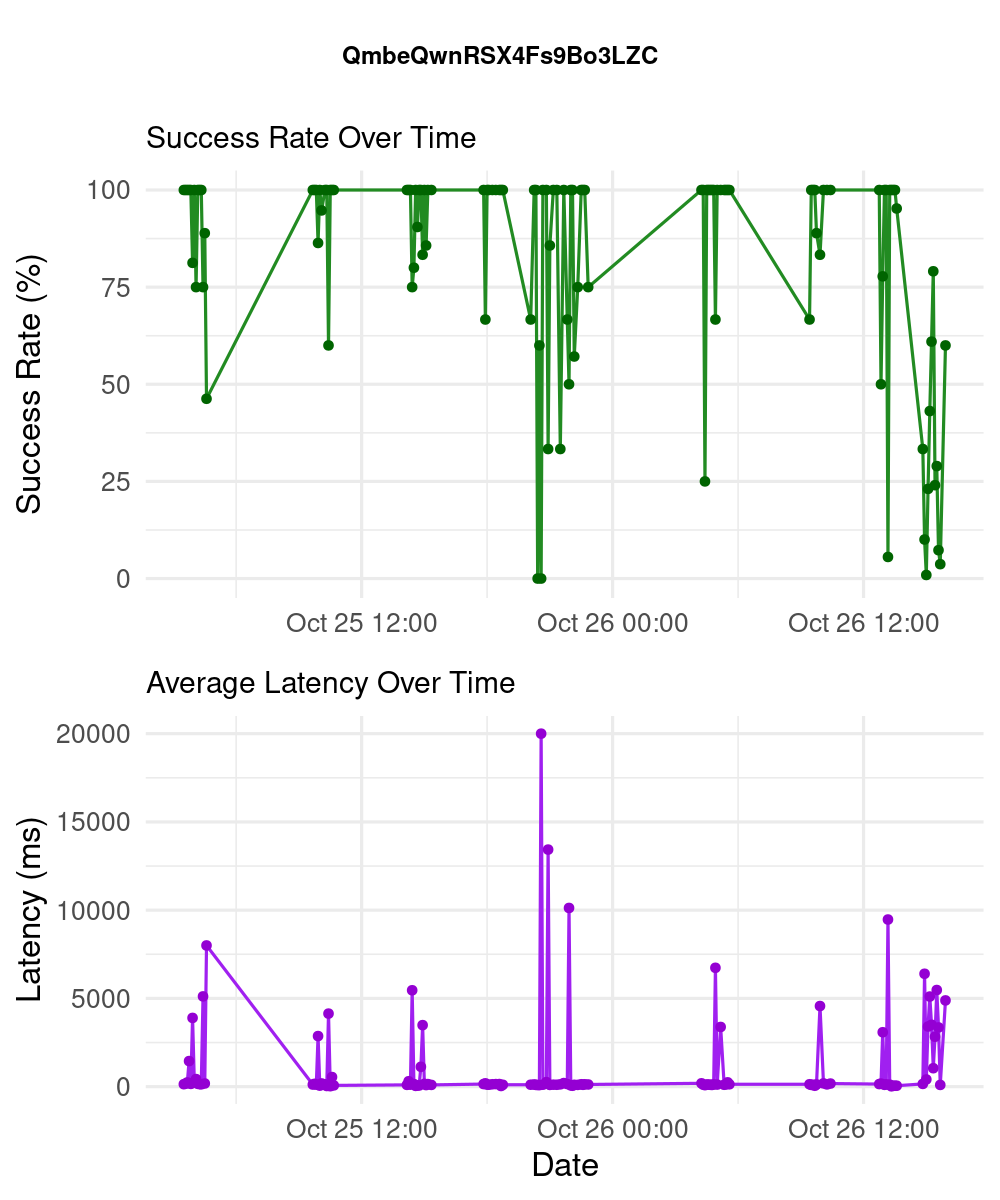 QmbeQwnRSX4Fs9Bo3LZC
Success Rate Over Time
Success Rate (%)
100
75
50
25
0
Oct 25 12:00 Oct 26 00:00 Oct 26 12:00
Average Latency Over Time
Latency (ms)
20000
15000
10000
5000
0
Oct 25 12:00 Oct 26 00:00 Oct 26 12:00
Date